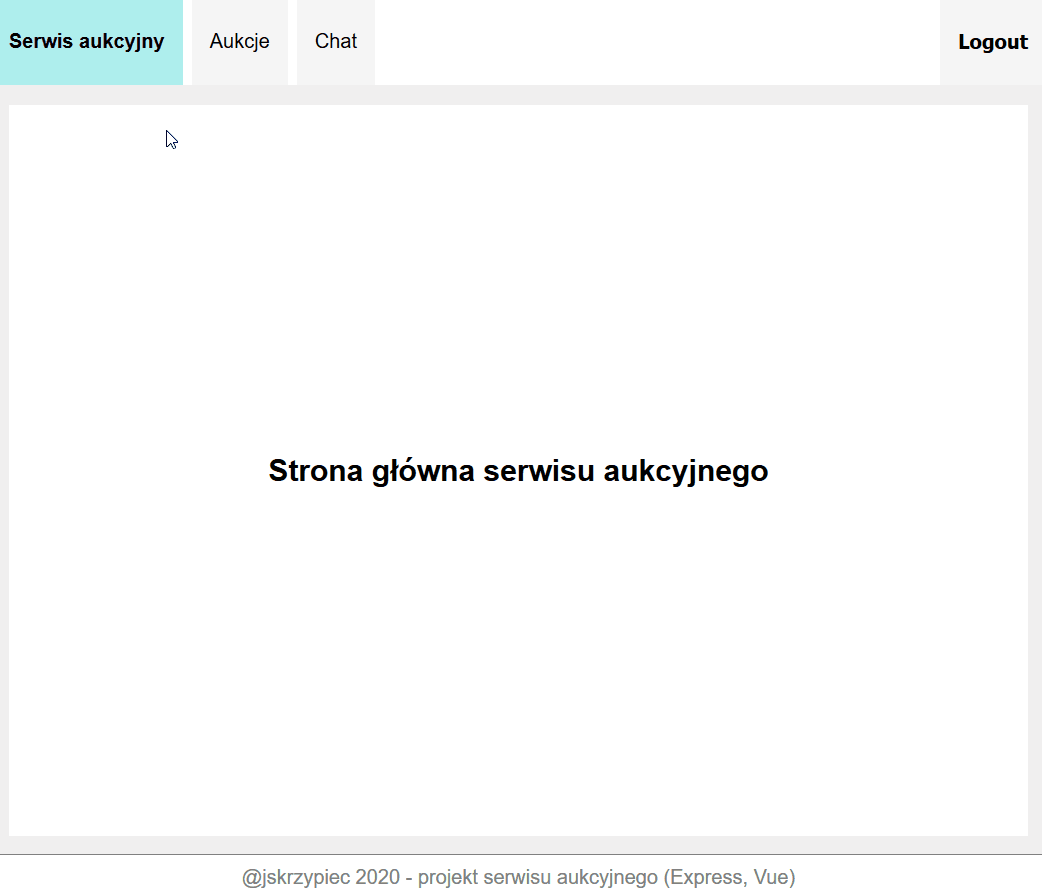 Serwis aukcyjny
Aukcje
Chat
Logout
Strona główna serwisu aukcyjnego
@jskrzypiec 2020 - projekt serwisu aukcyjnego (Express, Vue)